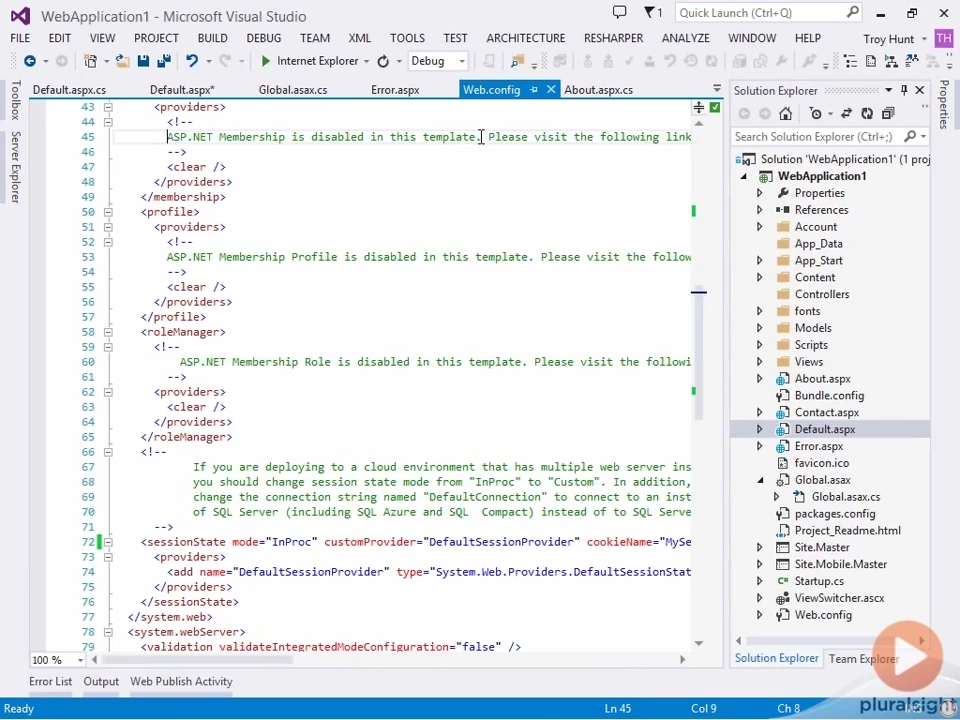 WebApplication1 - Microsoft Visual Studio
1
Quick Launch (Ctrl+Q)
FILE EDIT VIEW PROJECT BUILD DEBUG TEAM XML TOOLS TEST ARCHITECTURE RESHARPER ANALYZE WINDOW HELP Troy Hunt TH
Internet Explorer Debug
Toolbox
Server Explorer
Default.aspx.cs Default.aspx* Global.asax.cs Error.aspx Web.config About.aspx.cs
43 <providers>
44 <!--
45 ASP.NET Membership is disabled in this template. Please visit the following link
46 -->
47 <clear />
48 </providers>
49 </membership>
50 <profile>
51 <providers>
52 <!--
53 ASP.NET Membership Profile is disabled in this template. Please visit the follow
54 -->
55 <clear />
56 </providers>
57 </profile>
58 <roleManager>
59 <!--
60 ASP.NET Membership Role is disabled in this template. Please visit the followi
61 -->
62 <providers>
63 <clear />
64 </providers>
65 </roleManager>
66 <!--
67 If you are deploying to a cloud environment that has multiple web server ins
68 you should change session state mode from "InProc" to "Custom". In addition,
69 change the connection string named "DefaultConnection" to connect to an inst
70 of SQL Server (including SQL Azure and SQL  Compact) instead of to SQL Serve
71 -->
72 <sessionState mode="InProc" customProvider="DefaultSessionProvider" cookieName="MySe
73 <providers>
74 <add name="DefaultSessionProvider" type="System.Web.Providers.DefaultSessionStat
75 </providers>
76 </sessionState>
77 </system.web>
78 <system.webServer>
79 <validation validateIntegratedModeConfiguration="false" />
100 %
Solution Explorer
Search Solution Explorer (Ctrl+;)
Solution 'WebApplication1' (1 proj
WebApplication1
Properties
References
Account
App_Data
App_Start
Content
Controllers
fonts
Models
Scripts
Views
About.aspx
Bundle.config
Contact.aspx
Default.aspx
Error.aspx
favicon.ico
Global.asax
Global.asax.cs
packages.config
Project_Readme.html
Site.Master
Site.Mobile.Master
Startup.cs
ViewSwitcher.ascx
Web.config
Solution Explorer Team Explorer
Properties
Error List Output Web Publish Activity
Ready Ln 45 Col 9 Ch 8
pluralsight